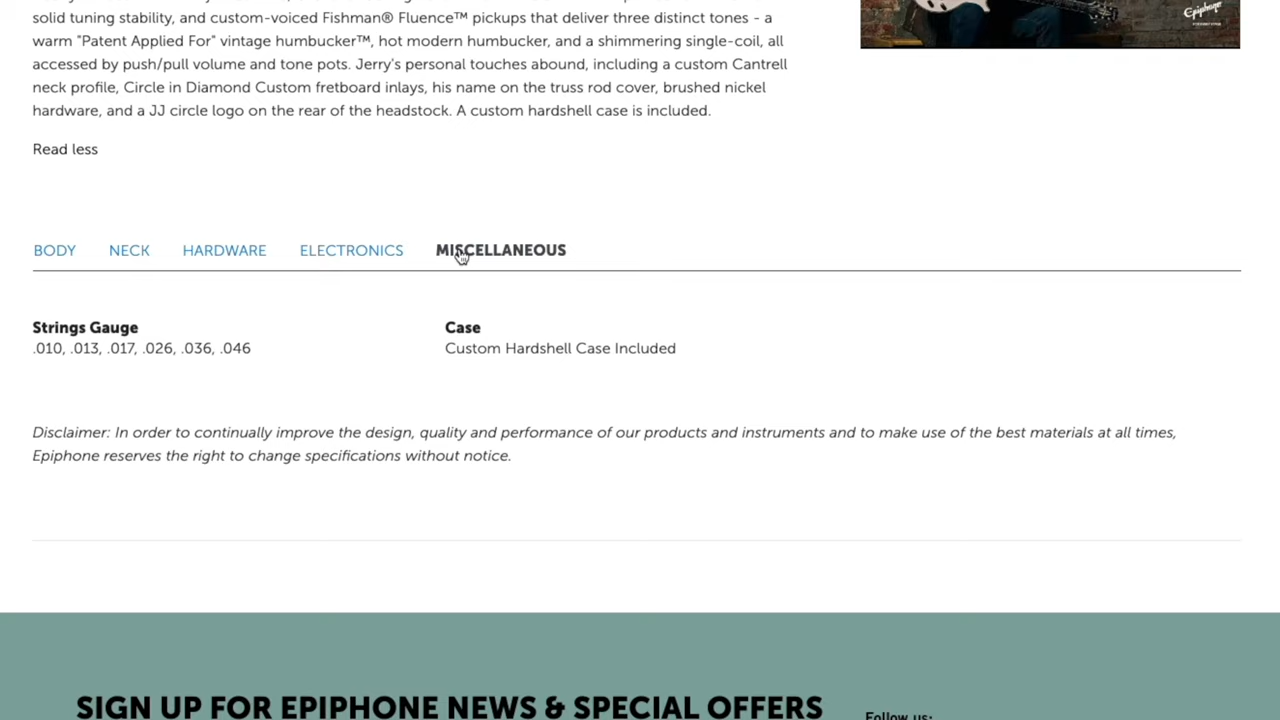 solid tuning stability, and custom-voiced Fishman® Fluence™ pickups that deliver three distinct tones - a
warm "Patent Applied For" vintage humbucker™, hot modern humbucker, and a shimmering single-coil, all
accessed by push/pull volume and tone pots. Jerry's personal touches abound, including a custom Cantrell
neck profile, Circle in Diamond Custom fretboard inlays, his name on the truss rod cover, brushed nickel
hardware, and a JJ circle logo on the rear of the headstock. A custom hardshell case is included.
Epiphone
Read less
BODY NECK HARDWARE ELECTRONICS MISCELLANEOUS
Strings Gauge
.010, .013, .017, .026, .036, .046
Case
Custom Hardshell Case Included
Disclaimer: In order to continually improve the design, quality and performance of our products and instruments and to make use of the best materials at all times,
Epiphone reserves the right to change specifications without notice.
SIGN UP FOR EPIPHONE NEWS & SPECIAL OFFERS
Follow us: